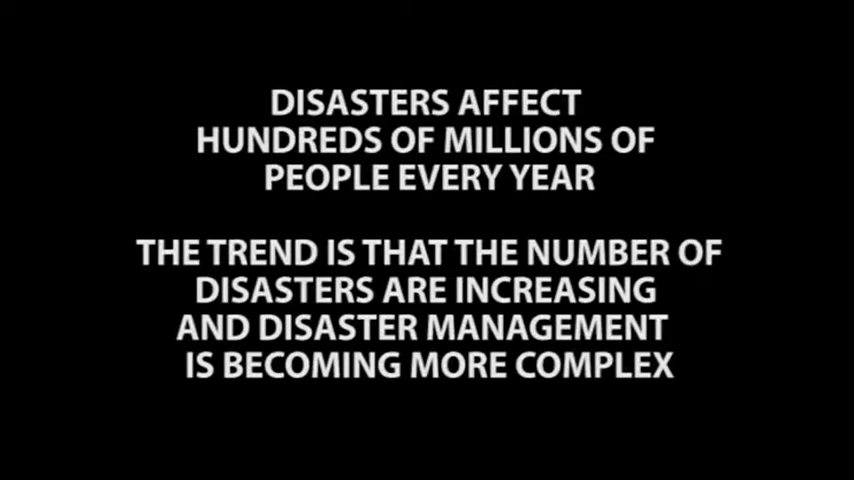 DISASTERS AFFECT
HUNDREDS OF MILLIONS OF
PEOPLE EVERY YEAR
THE TREND IS THAT THE NUMBER OF
DISASTERS ARE INCREASING
AND DISASTER MANAGEMENT
IS BECOMING MORE COMPLEX